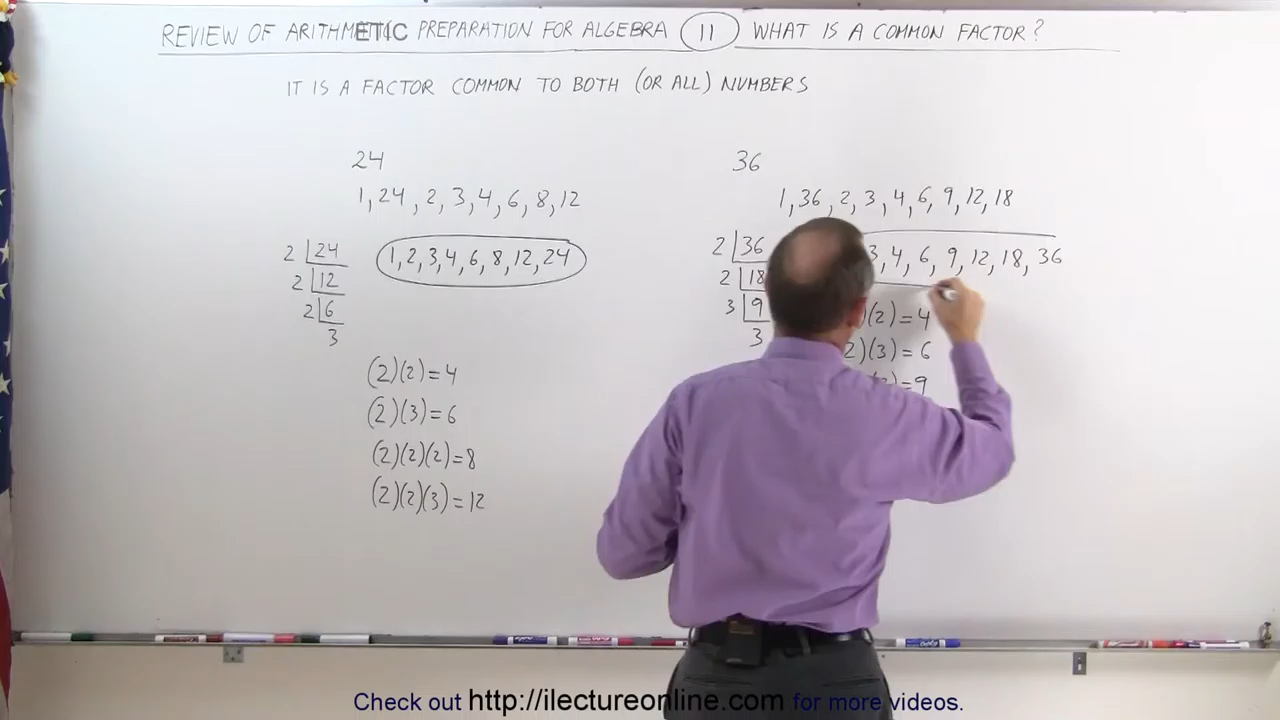 REVIEW OF ARITHMETIC PREPARATION FOR ALGEBRA 11 WHAT IS A COMMON FACTOR?
IT IS A FACTOR COMMON TO BOTH (OR ALL) NUMBERS
24
1, 24, 2, 3, 4, 6, 8, 12
2 24
2 12
2 6
3
1, 2, 3, 4, 6, 8, 12, 24
(2)(2)=4
(2)(3)=6
(2)(2)(2)=8
(2)(2)(3)=12
36
1, 36, 2, 3, 4, 6, 9, 12, 18
2 36
2 18
3 9
3
3, 4, 6, 9, 12, 18, 36
)(2)=4
2)(3)=6
)=9
Check out http://ilectureonline.com for more videos.